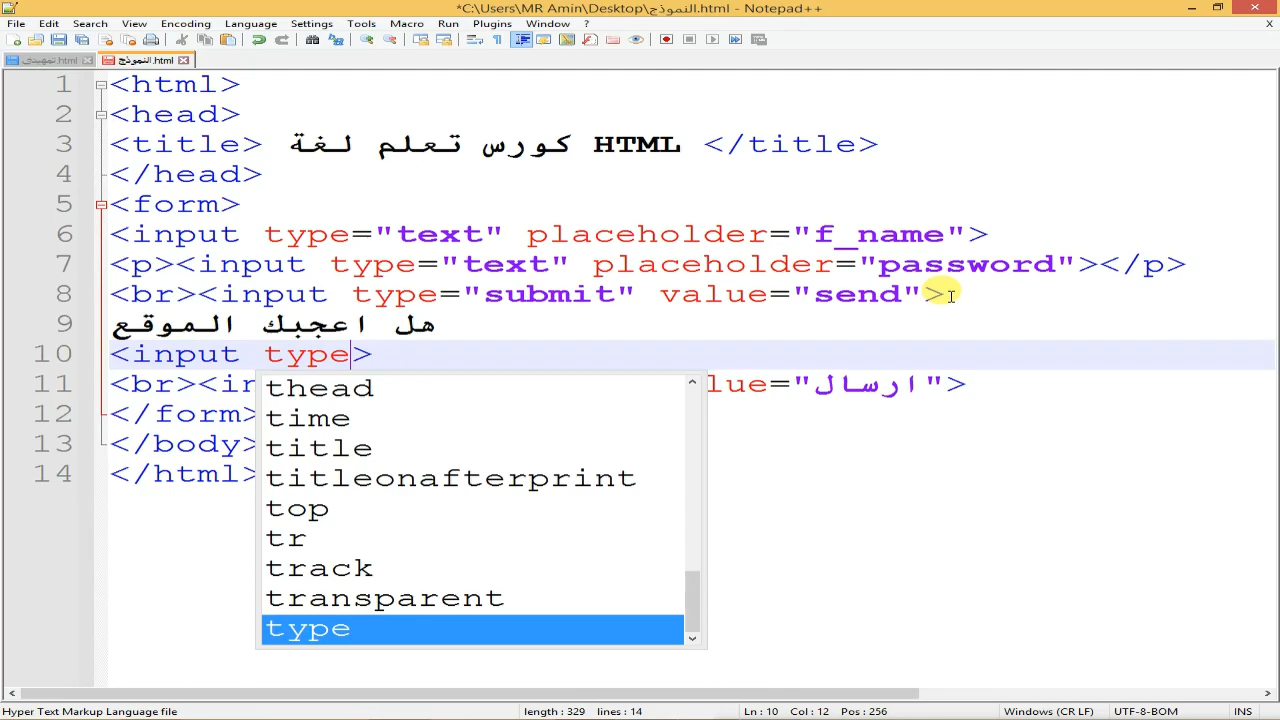 *C:\Users\MR Amin\Desktop\النموذج.html - Notepad++
File Edit Search View Encoding Language Settings Tools Macro Run Plugins Window ?
X
تمهيدى.html النموذج.html
1 <html>
2 <head>
3 <title> كورس تعلم لغة HTML </title>
4 </head>
5 <form>
6 <input type="text" placeholder="f_name">
7 <p><input type="text" placeholder="password"></p>
8 <br><input type="submit" value="send">
9 هل اعجبك الموقع
10 <input type>
11 <br><in lue="ارسال">
12 </form>
13 </body>
14 </html>
thead
time
title
titleonafterprint
top
tr
track
transparent
type
Hyper Text Markup Language file length : 329 lines : 14 Ln : 10 Col : 12 Pos : 256 Windows (CR LF) UTF-8-BOM INS